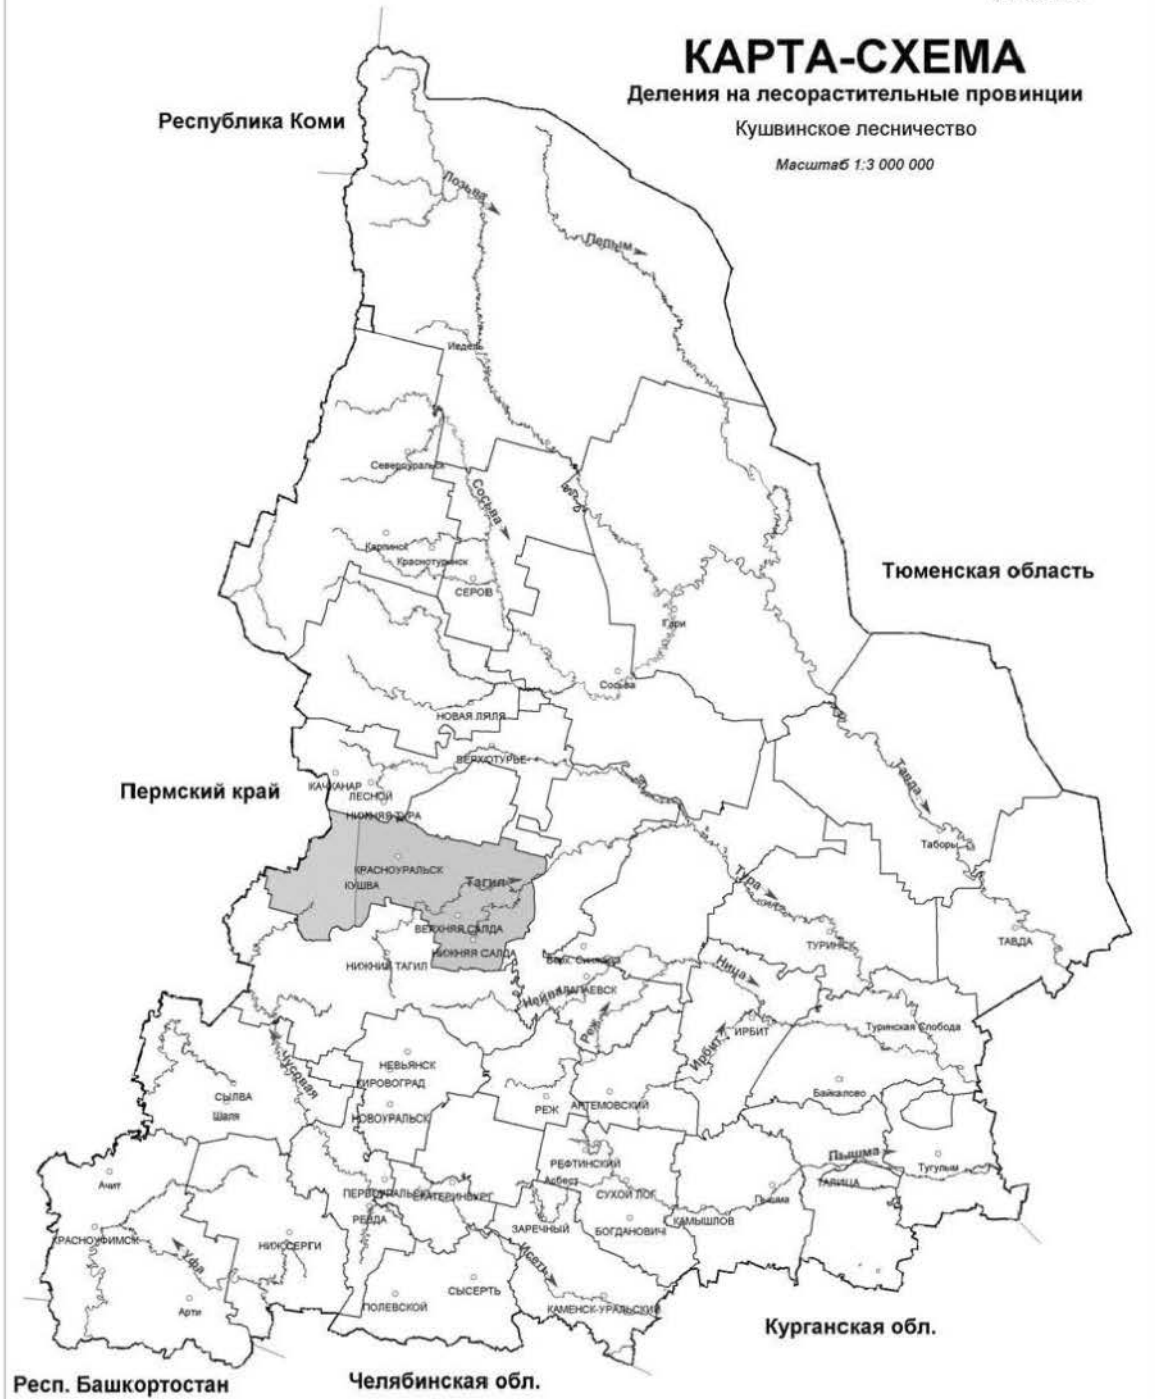 КАРТА-СХЕМА
Деления на лесорастительные провинции
Кушвинское лесничество
Масштаб 1:3 000 000
Республика Коми
Лозьва
Пелым
Ивдель
Североуральск
Сосьва
Карпинск
Краснотурьинск
СЕРОВ
Тюменская область
Гари
Сосьва
НОВАЯ ЛЯЛЯ
ВЕРХОТУРЬЕ
Пермский край
КАЧКАНАР
ЛЕСНОЙ
НИЖНЯЯ ТУРА
Тавда
Таборы
КРАСНОУРАЛЬСК
КУШВА
Тагил
Тура
ВЕРХНЯЯ САЛДА
НИЖНЯЯ САЛДА
НИЖНИЙ ТАГИЛ
ТУРИНСК
ТАВДА
Ница
Нейва
АЛАПАЕВСК
Реж
Ирбит
ИРБИТ
Туринская Слобода
Чусовая
НЕВЬЯНСК
КИРОВОГРАД
СЫЛВА
Шаля
НОВОУРАЛЬСК
РЕЖ
АРТЕМОВСКИЙ
Байкалово
РЕФТИНСКИЙ
Асбест
Пышма
Тугулым
Ачит
ПЕРВОУРАЛЬСК
ЕКАТЕРИНБУРГ
СУХОЙ ЛОГ
Пышма
ТАЛИЦА
РЕВДА
ЗАРЕЧНЫЙ
БОГДАНОВИЧ
КАМЫШЛОВ
КРАСНОУФИМСК
Уфа
НИЖ.СЕРГИ
Исеть
Арти
ПОЛЕВСКОЙ
СЫСЕРТЬ
КАМЕНСК-УРАЛЬСКИЙ
Курганская обл.
Респ. Башкортостан
Челябинская обл.